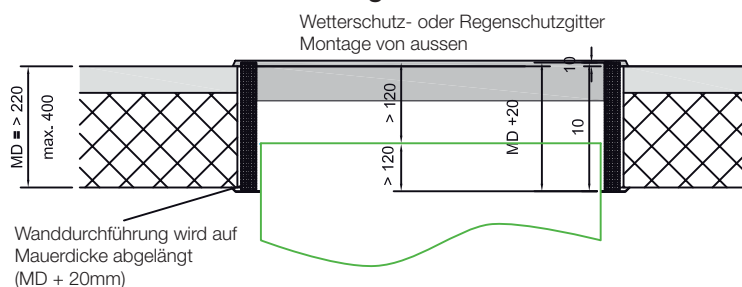 Wetterschutz- oder Regenschutzgitter
Montage von aussen
10
MD = > 220
max. 400
> 120
> 120
MD +20
10
Wanddurchführung wird auf
Mauerdicke abgelängt
(MD + 20mm)